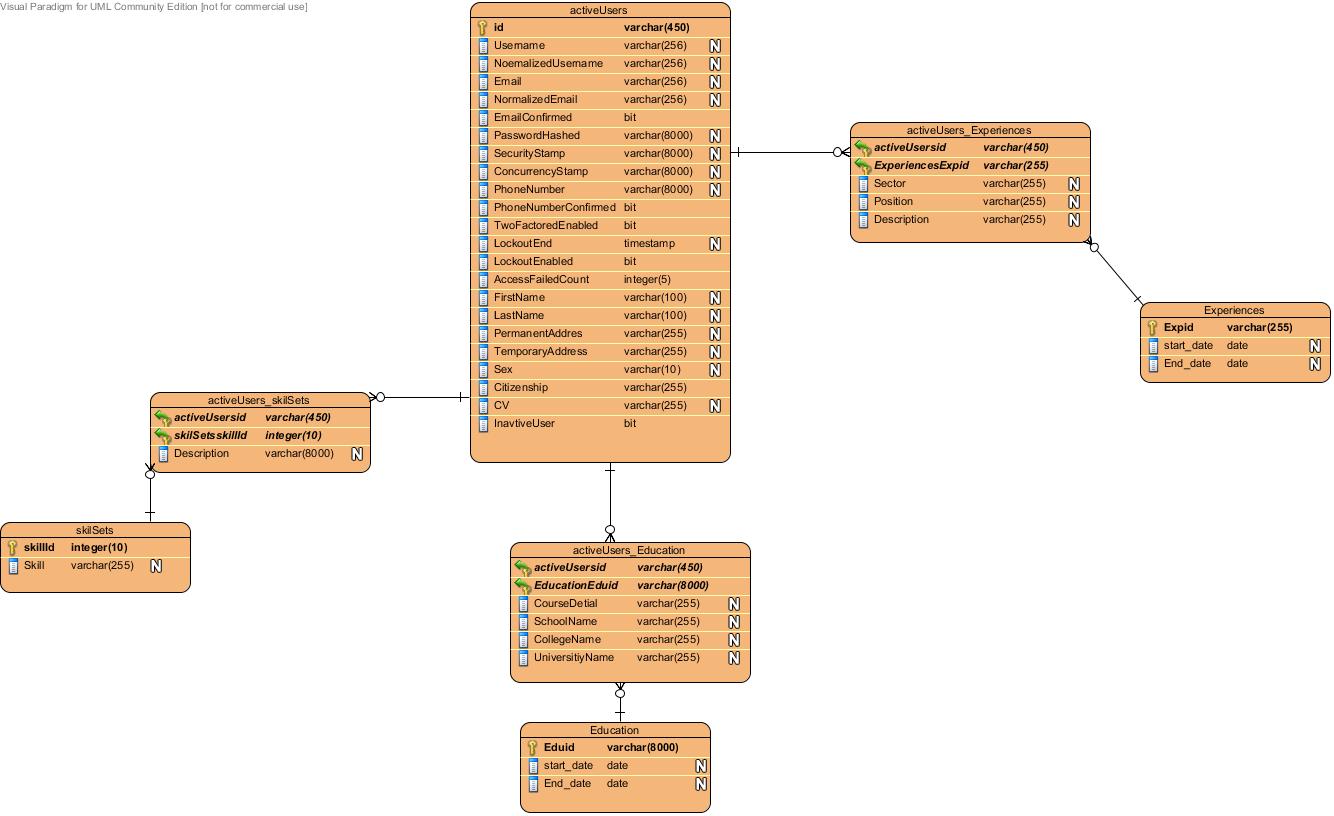 Visual Paradigm for UML Community Edition [not for commercial use]
activeUsers
id varchar(450)
Username varchar(256) N
NoemalizedUsername varchar(256) N
Email varchar(256) N
NormalizedEmail varchar(256) N
EmailConfirmed bit
PasswordHashed varchar(8000) N
SecurityStamp varchar(8000) N
ConcurrencyStamp varchar(8000) N
PhoneNumber varchar(8000) N
PhoneNumberConfirmed bit
TwoFactoredEnabled bit
LockoutEnd timestamp N
LockoutEnabled bit
AccessFailedCount integer(5)
FirstName varchar(100) N
LastName varchar(100) N
PermanentAddres varchar(255) N
TemporaryAddress varchar(255) N
Sex varchar(10) N
Citizenship varchar(255)
CV varchar(255) N
InavtiveUser bit
activeUsers_Experiences
activeUsersid varchar(450)
ExperiencesExpid varchar(255)
Sector varchar(255) N
Position varchar(255) N
Description varchar(255) N
Experiences
Expid varchar(255)
start_date date N
End_date date N
activeUsers_skilSets
activeUsersid varchar(450)
skilSetsskillId integer(10)
Description varchar(8000) N
skilSets
skillId integer(10)
Skill varchar(255) N
activeUsers_Education
activeUsersid varchar(450)
EducationEduid varchar(8000)
CourseDetial varchar(255) N
SchoolName varchar(255) N
CollegeName varchar(255) N
UniversitiyName varchar(255) N
Education
Eduid varchar(8000)
start_date date N
End_date date N